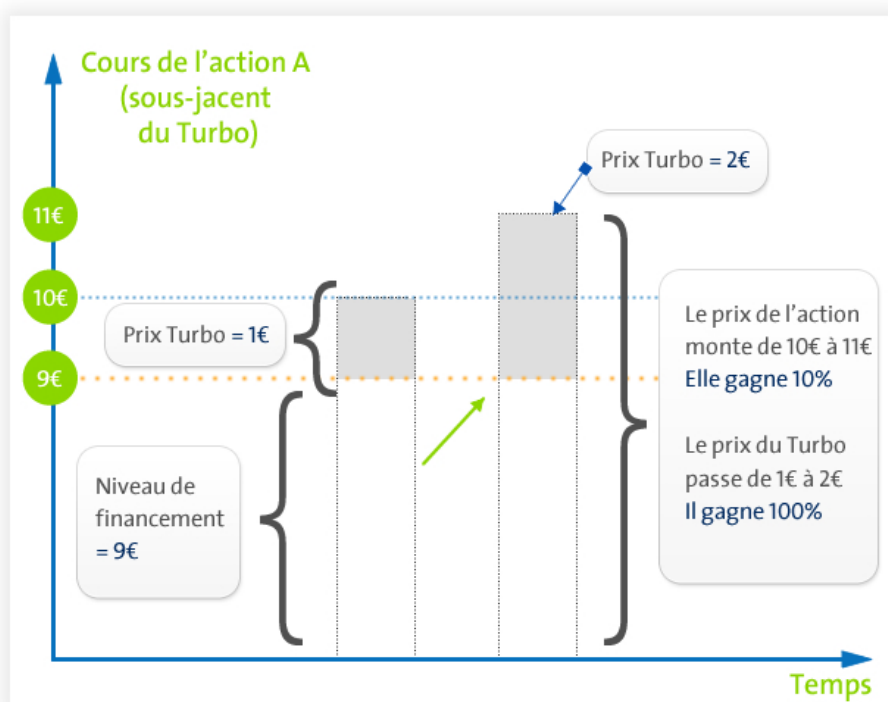 Cours de l’action A
(sous-jacent
du Turbo)
Prix Turbo = 2€
11€
10€
Prix Turbo = 1€
9€
Le prix de l’action
monte de 10€ à 11€
Elle gagne 10%
Le prix du Turbo
passe de 1€ à 2€
Il gagne 100%
Niveau de
financement
= 9€
Temps